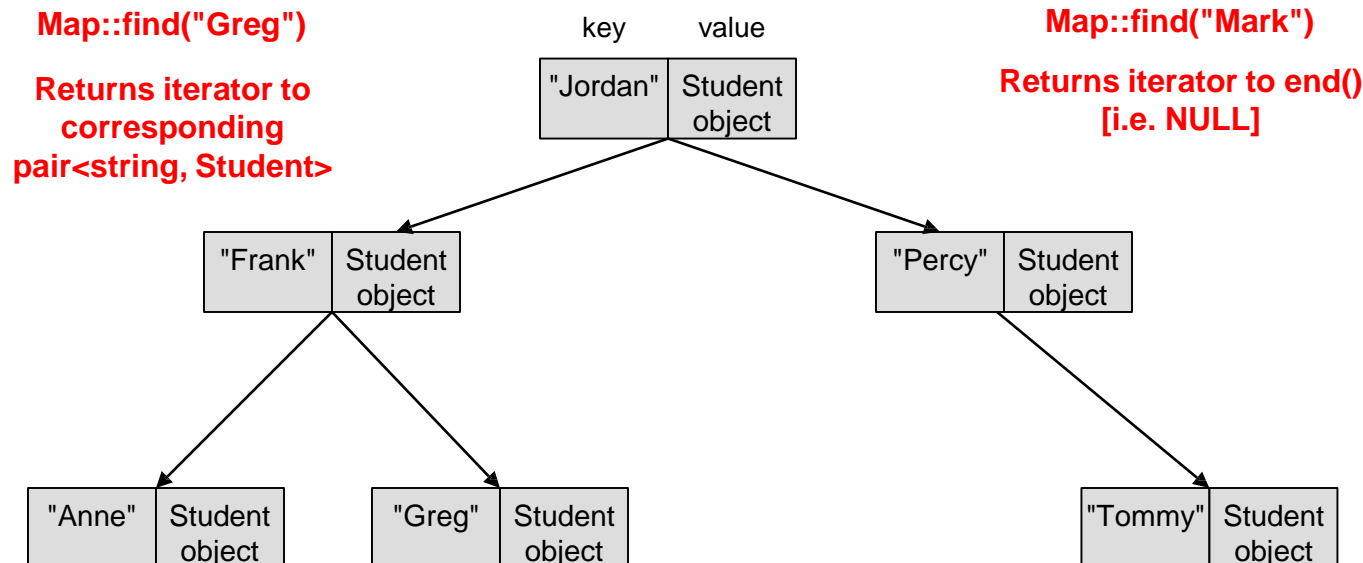 Map::find("Greg")
Returns iterator to
corresponding
pair<string, Student>
key value
Map::find("Mark")
Returns iterator to end()
[i.e. NULL]
"Jordan" Student
object
"Frank" Student
object
"Percy" Student
object
"Anne" Student
object
"Greg" Student
object
"Tommy" Student
object